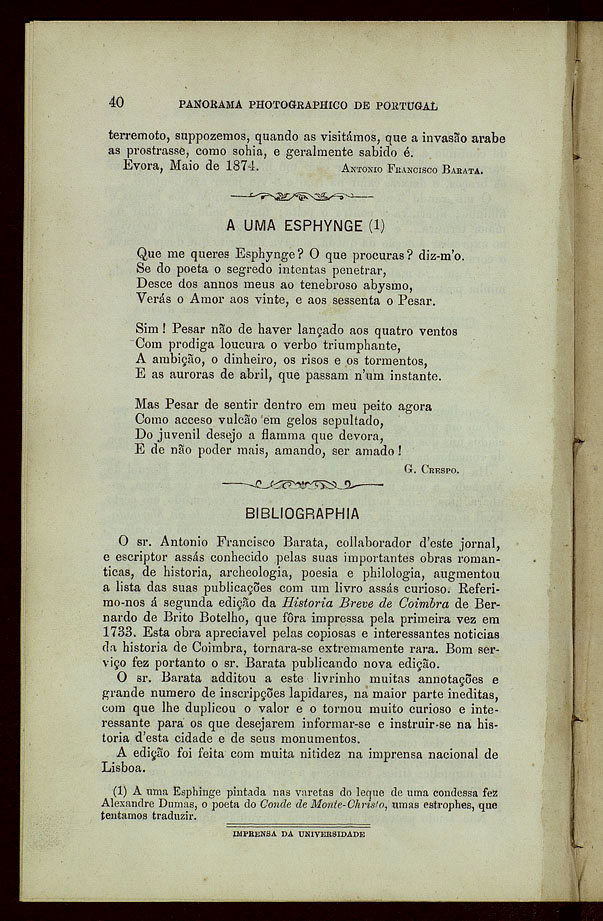 40 PANORAMA PHOTOGRAPHICO DE PORTUGAL
terremoto, suppozemos, quando as visitámos, que a invasão arabe
as prostrasse, como sohia, e geralmente sabido é.
Evora, Maio de 1874. ANTONIO FRANCISCO BARATA.
A UMA ESPHYNGE (1)
Que me queres Esphynge? O que procuras? diz-m'o.
Se do poeta o segredo intentas penetrar,
Desce dos annos meus ao tenebroso abysmo,
Verás o Amor aos vinte, e aos sessenta o Pesar.
Sim! Pesar não de haver lançado aos quatro ventos
Com prodiga loucura o verbo triumphante,
A ambição, o dinheiro, os risos e os tormentos,
E as auroras de abril, que passam n'um instante.
Mas Pesar de sentir dentro em meu peito agora
Como acceso vulcão em gelos sepultado,
Do juvenil desejo a flamma que devora,
E de não poder mais, amando, ser amado!
G. CRESPO.
BIBLIOGRAPHIA
O sr. Antonio Francisco Barata, collaborador d'este jornal,
e escriptor assás conhecido pelas suas importantes obras roman-
ticas, de historia, archeologia, poesia e philologia, augmentou
a lista das suas publicações com um livro assás curioso. Referi-
mo-nos á segunda edição da Historia Breve de Coimbra de Ber-
nardo de Brito Botelho, que fôra impressa pela primeira vez em
1733. Esta obra apreciavel pelas copiosas e interessantes noticias
da historia de Coimbra, tornara-se extremamente rara. Bom ser-
viço fez portanto o sr. Barata publicando nova edição.
O sr. Barata additou a este livrinho muitas annotações e
grande numero de inscripções lapidares, na maior parte ineditas,
com que lhe duplicou o valor e o tornou muito curioso e inte-
ressante para os que desejarem informar-se e instruir-se na his-
toria d'esta cidade e de seus monumentos.
A edição foi feita com muita nitidez na imprensa nacional de
Lisboa.
(1) A uma Esphinge pintada nas varetas do leque de uma condessa fez
Alexandre Dumas, o poeta do Conde de Monte-Christo, umas estrophes, que
tentamos traduzir.
IMPRENSA DA UNIVERSIDADE